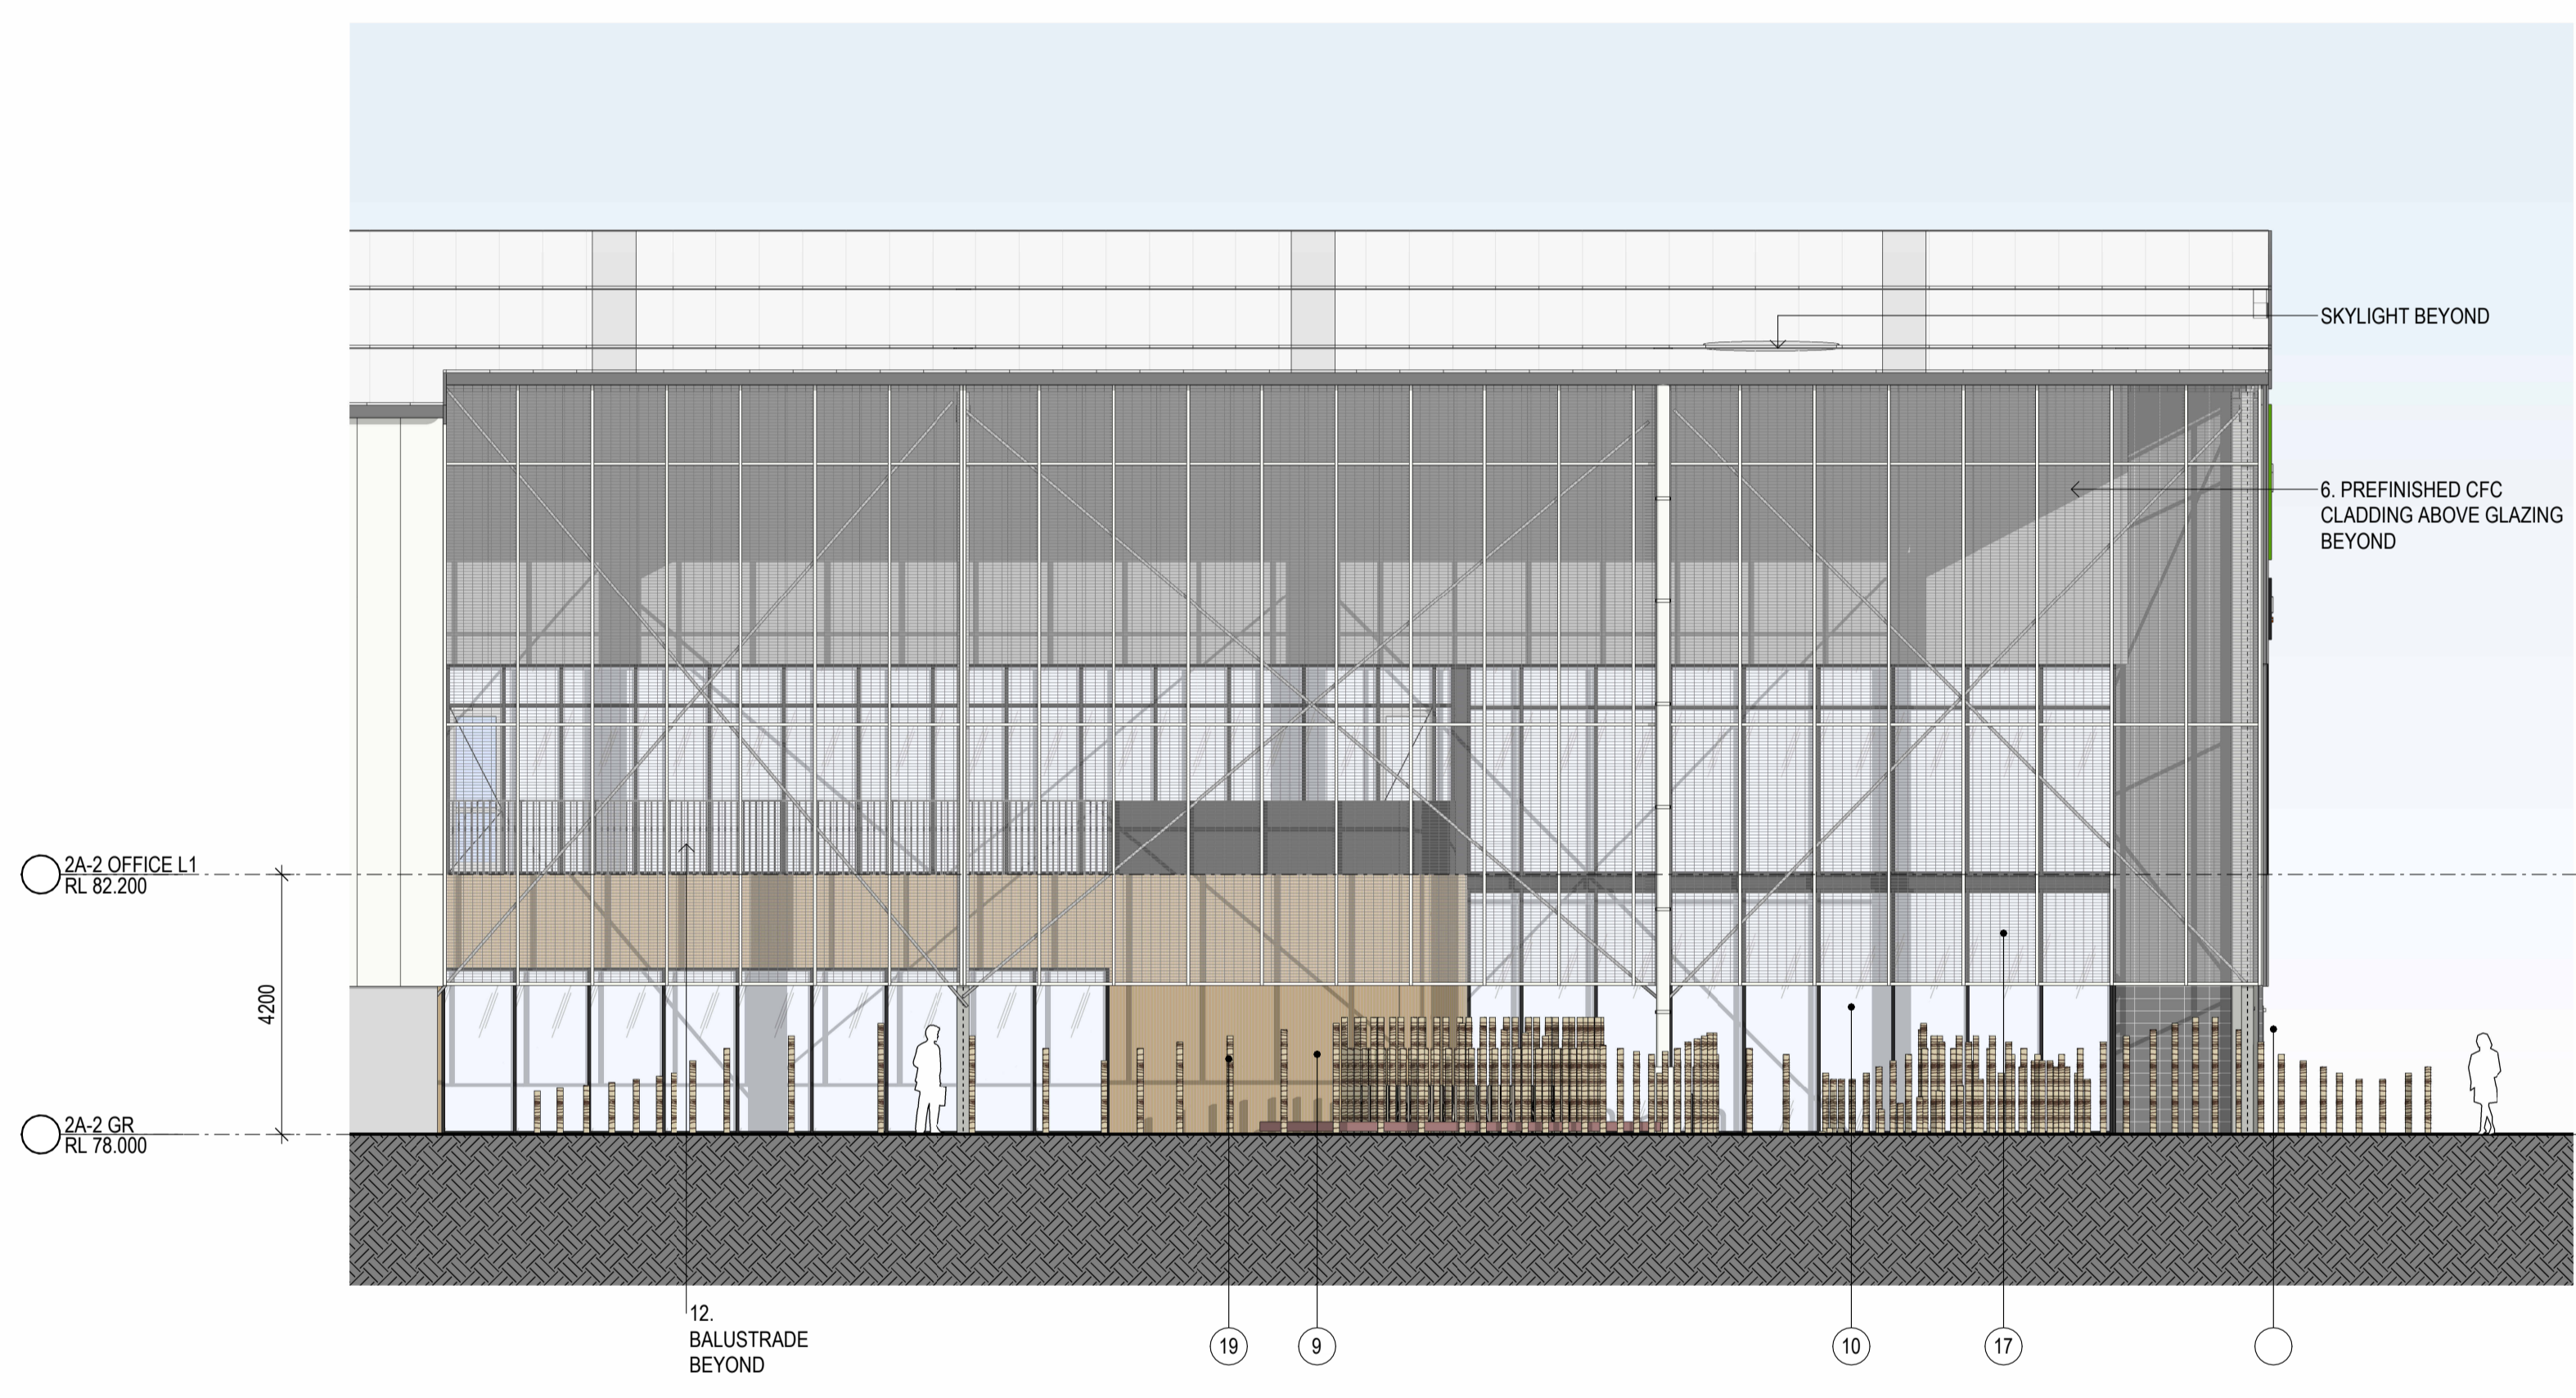 SKYLIGHT BEYOND
6. PREFINISHED CFC
CLADDING ABOVE GLAZING
BEYOND
2A-2 OFFICE L1
RL 82.200
4200
2A-2 GR
RL 78.000
12.
BALUSTRADE
BEYOND
19
9
10
17